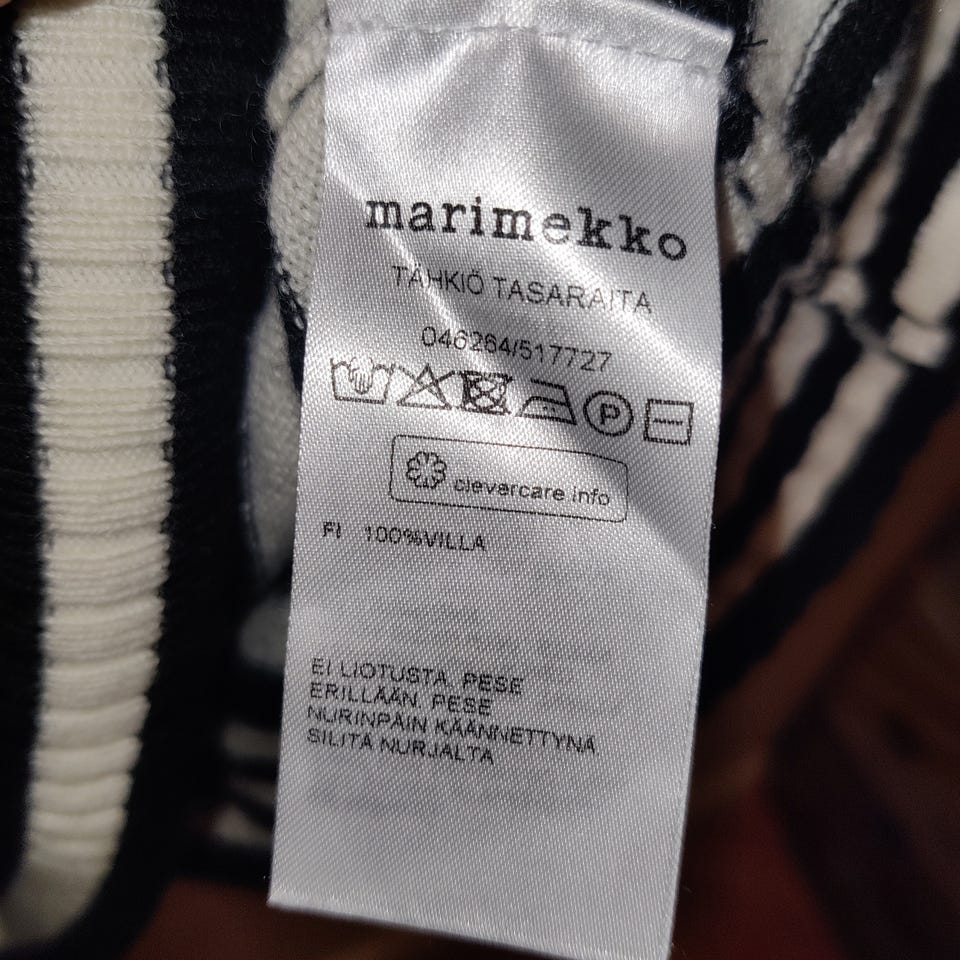 marimekko
TÄHKIÖ TASARAITA
046264/517727
P
clevercare info
FI 100%VILLA
EI LIOTUSTA. PESE
ERILLÄÄN. PESE
NURINPÄIN KÄÄNNETTYNÄ
SILITÄ NURJALTA